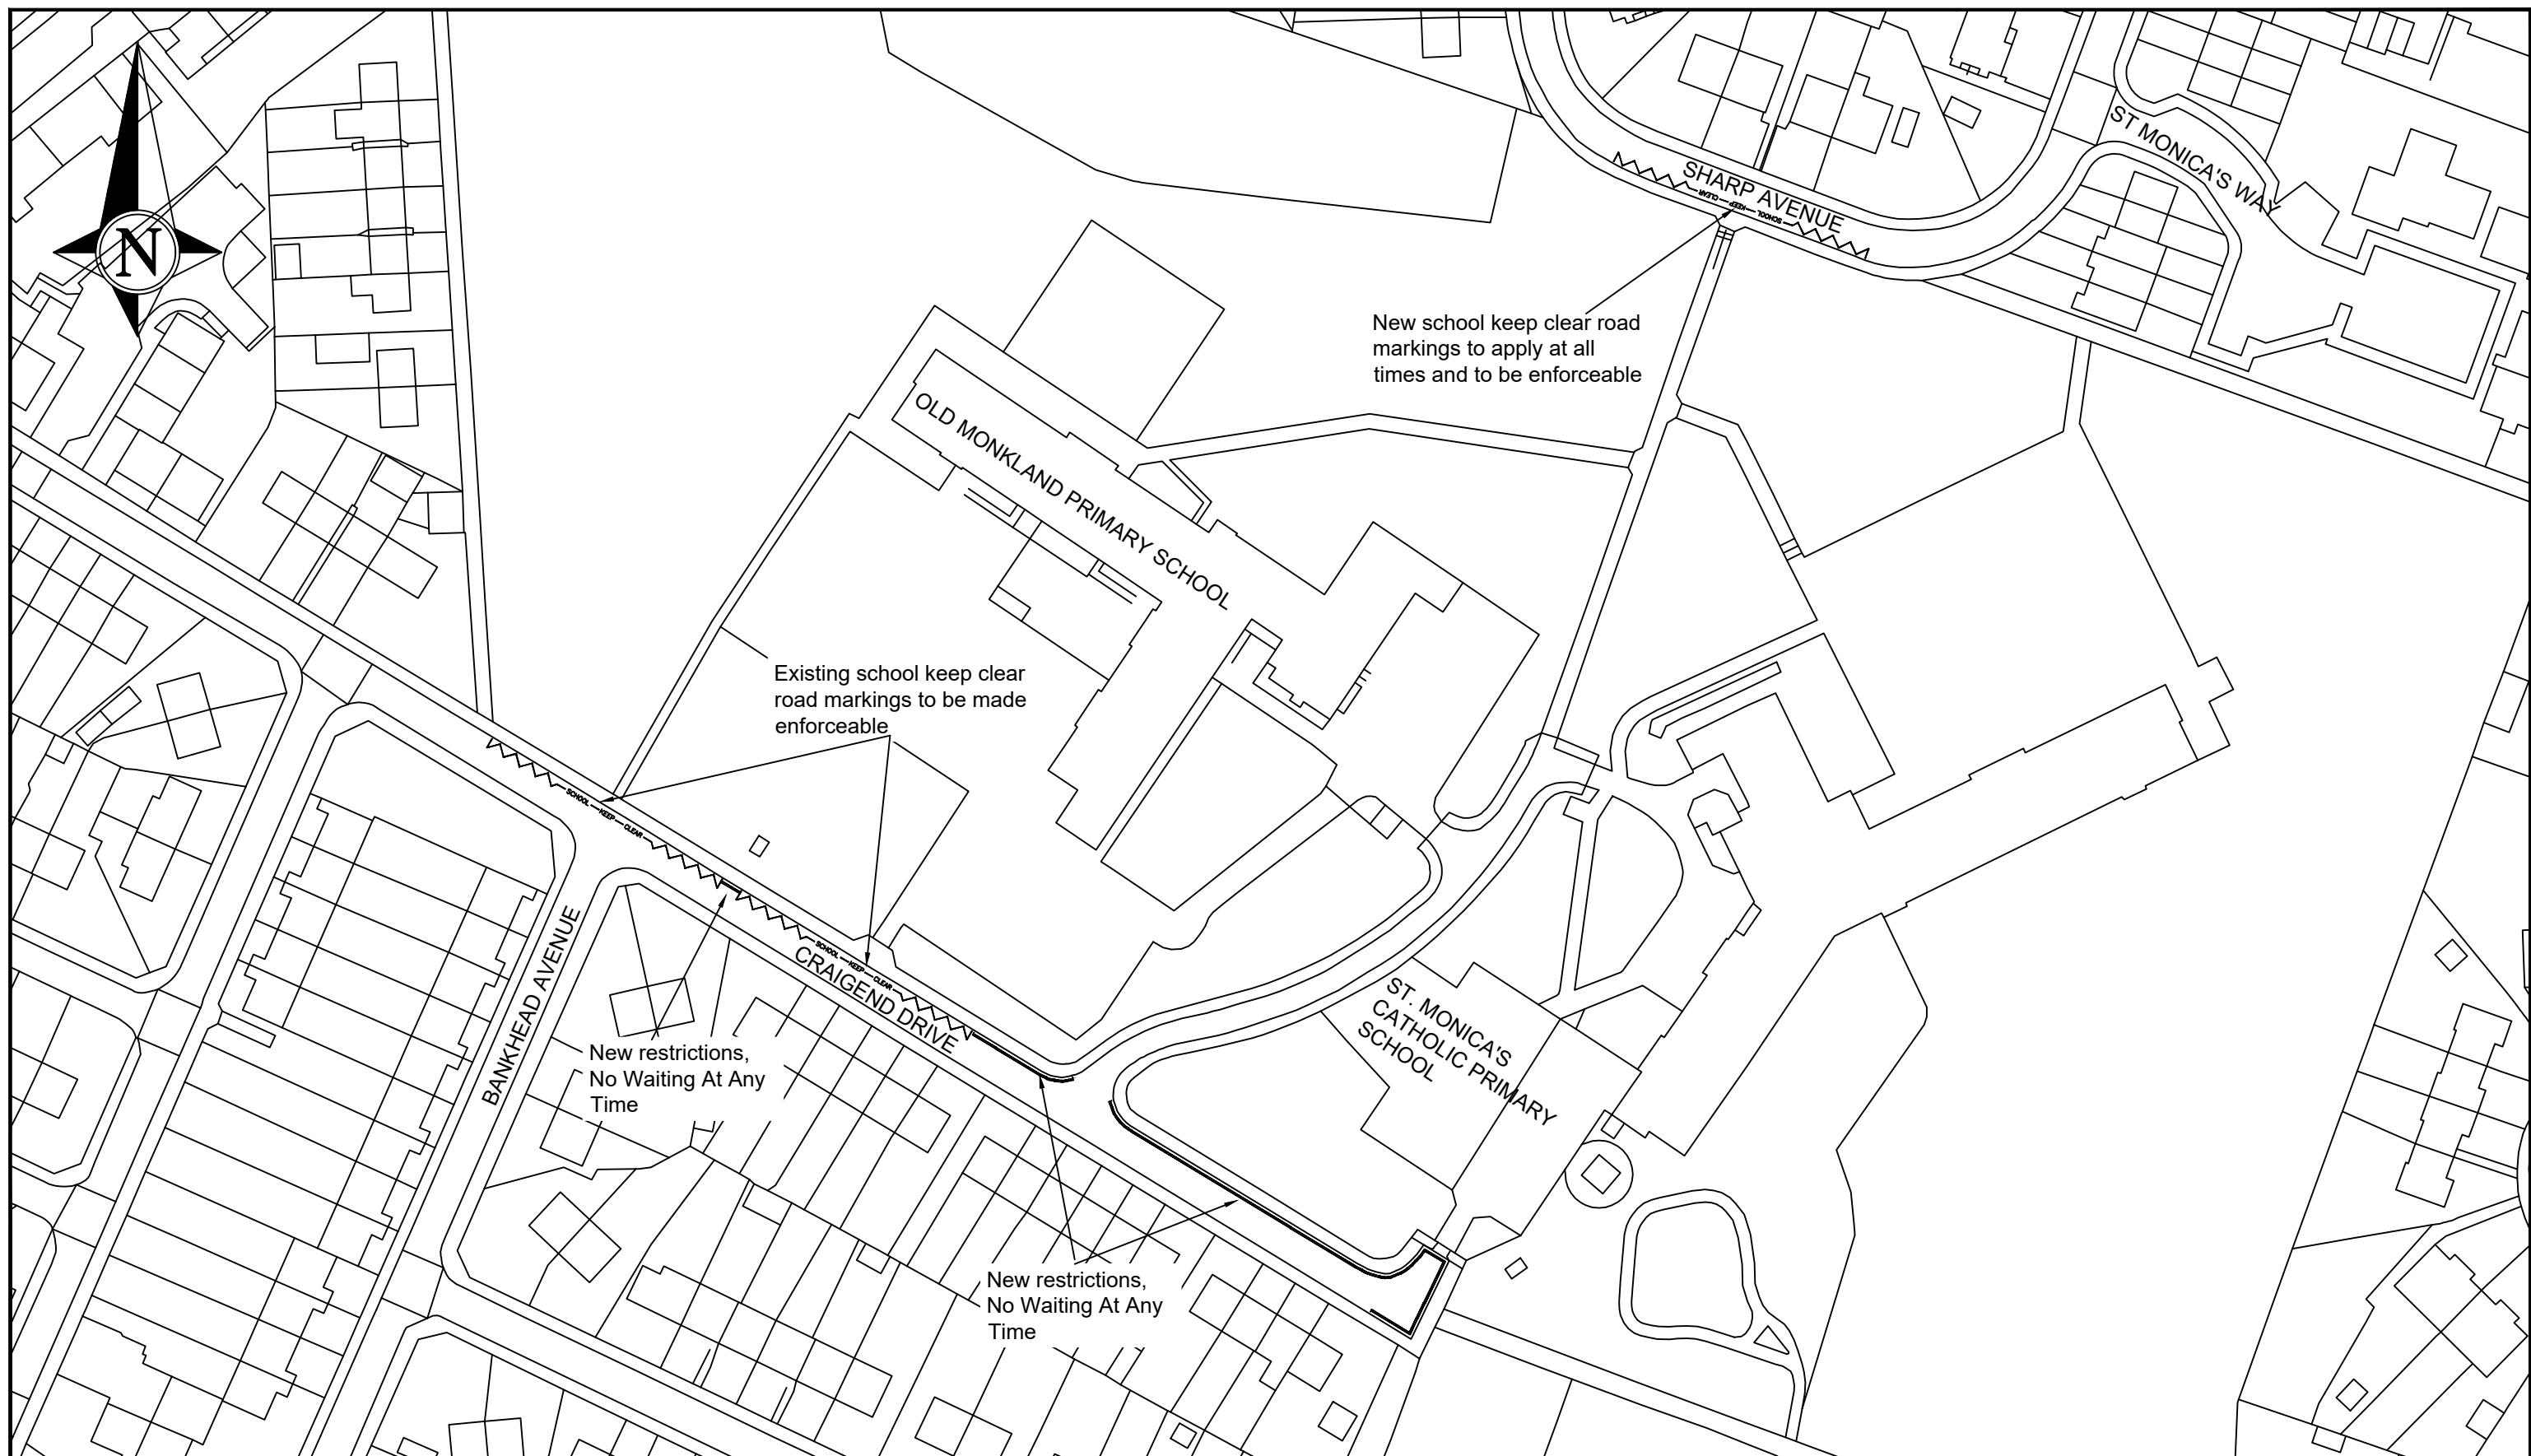 N
ST MONICA'S WAY
SHARP AVENUE
SCHOOL KEEP CLEAR
New school keep clear road
markings to apply at all
times and to be enforceable
OLD MONKLAND PRIMARY SCHOOL
Existing school keep clear
road markings to be made
enforceable
SCHOOL KEEP CLEAR
SCHOOL KEEP CLEAR
CRAIGEND DRIVE
BANKHEAD AVENUE
New restrictions,
No Waiting At Any
Time
ST. MONICA'S
CATHOLIC PRIMARY
SCHOOL
New restrictions,
No Waiting At Any
Time